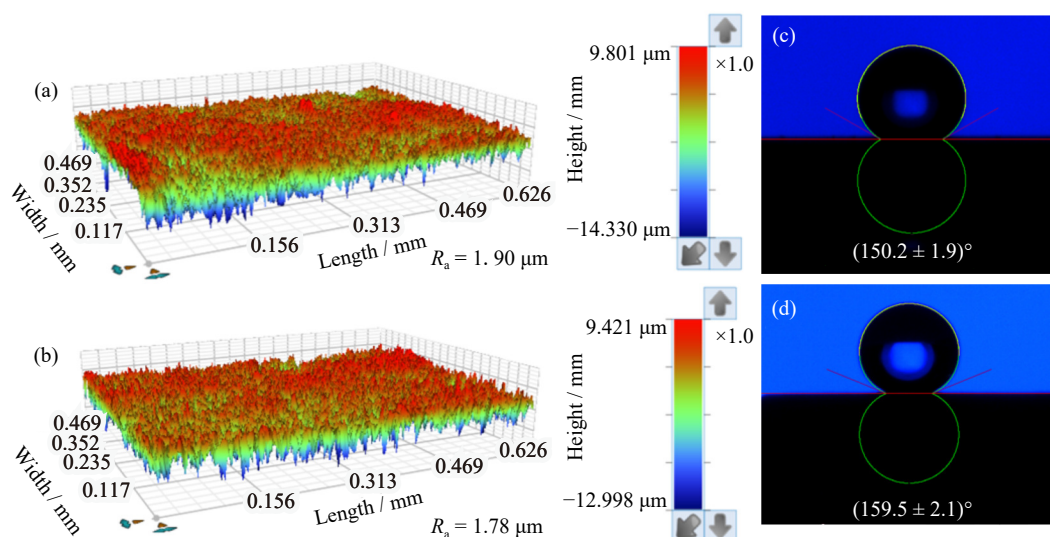 (a)
0.469
0.352
0.235
0.117
Width / mm
0.156
0.313
0.469
0.626
Length / mm
Rₐ = 1. 90 μm
Height / mm
9.801 μm
×1.0
−14.330 μm
(c)
(150.2 ± 1.9)°
(b)
0.469
0.352
0.235
0.117
Width / mm
0.156
0.313
0.469
0.626
Length / mm
Rₐ = 1.78 μm
Height / mm
9.421 μm
×1.0
−12.998 μm
(d)
(159.5 ± 2.1)°